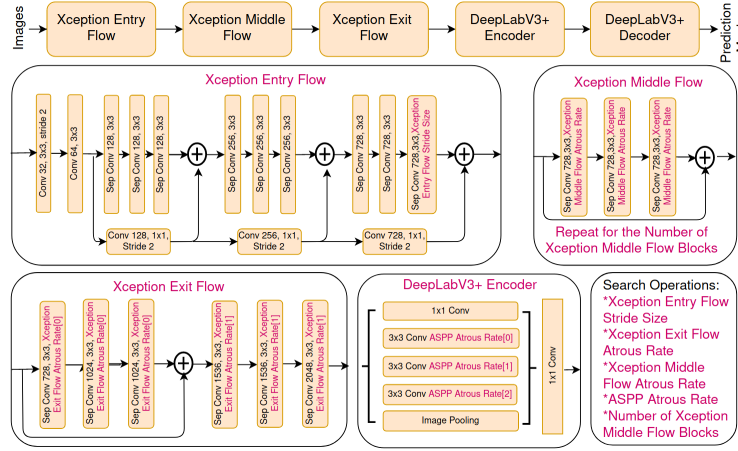 Images
Xception Entry
Flow
Xception Middle
Flow
Xception Exit
Flow
DeepLabV3+
Encoder
DeepLabV3+
Decoder
Prediction
Xception Entry Flow
Conv 32, 3x3, stride 2
Conv 64, 3x3
Sep Conv 128, 3x3
Sep Conv 128, 3x3
Sep Conv 128, 3x3
Sep Conv 256, 3x3
Sep Conv 256, 3x3
Sep Conv 256, 3x3
Sep Conv 728, 3x3
Sep Conv 728, 3x3
Sep Conv 728,3x3,Xception
Entry Flow Stride Size
Conv 128, 1x1,
Stride 2
Conv 256, 1x1,
Stride 2
Conv 728, 1x1,
Stride 2
Xception Middle Flow
Sep Conv 728,3x3,Xception
Middle Flow Atrous Rate
Sep Conv 728,3x3,Xception
Middle Flow Atrous Rate
Sep Conv 728,3x3,Xception
Middle Flow Atrous Rate
Repeat for the Number of
Xception Middle Flow Blocks
Xception Exit Flow
Sep Conv 728, 3x3, Xception
Exit Flow Atrous Rate[0]
Sep Conv 1024, 3x3, Xception
Exit Flow Atrous Rate[0]
Sep Conv 1024, 3x3, Xception
Exit Flow Atrous Rate[0]
Sep Conv 1536, 3x3, Xception
Exit Flow Atrous Rate[1]
Sep Conv 1536, 3x3, Xception
Exit Flow Atrous Rate[1]
Sep Conv 2048, 3x3, Xception
Exit Flow Atrous Rate[1]
DeepLabV3+ Encoder
1x1 Conv
3x3 Conv ASPP Atrous Rate[0]
3x3 Conv ASPP Atrous Rate[1]
3x3 Conv ASPP Atrous Rate[2]
Image Pooling
1x1 Conv
Search Operations:
*Xception Entry Flow
Stride Size
*Xception Exit Flow
Atrous Rate
*Xception Middle
Flow Atrous Rate
*ASPP Atrous Rate
*Number of Xception
Middle Flow Blocks